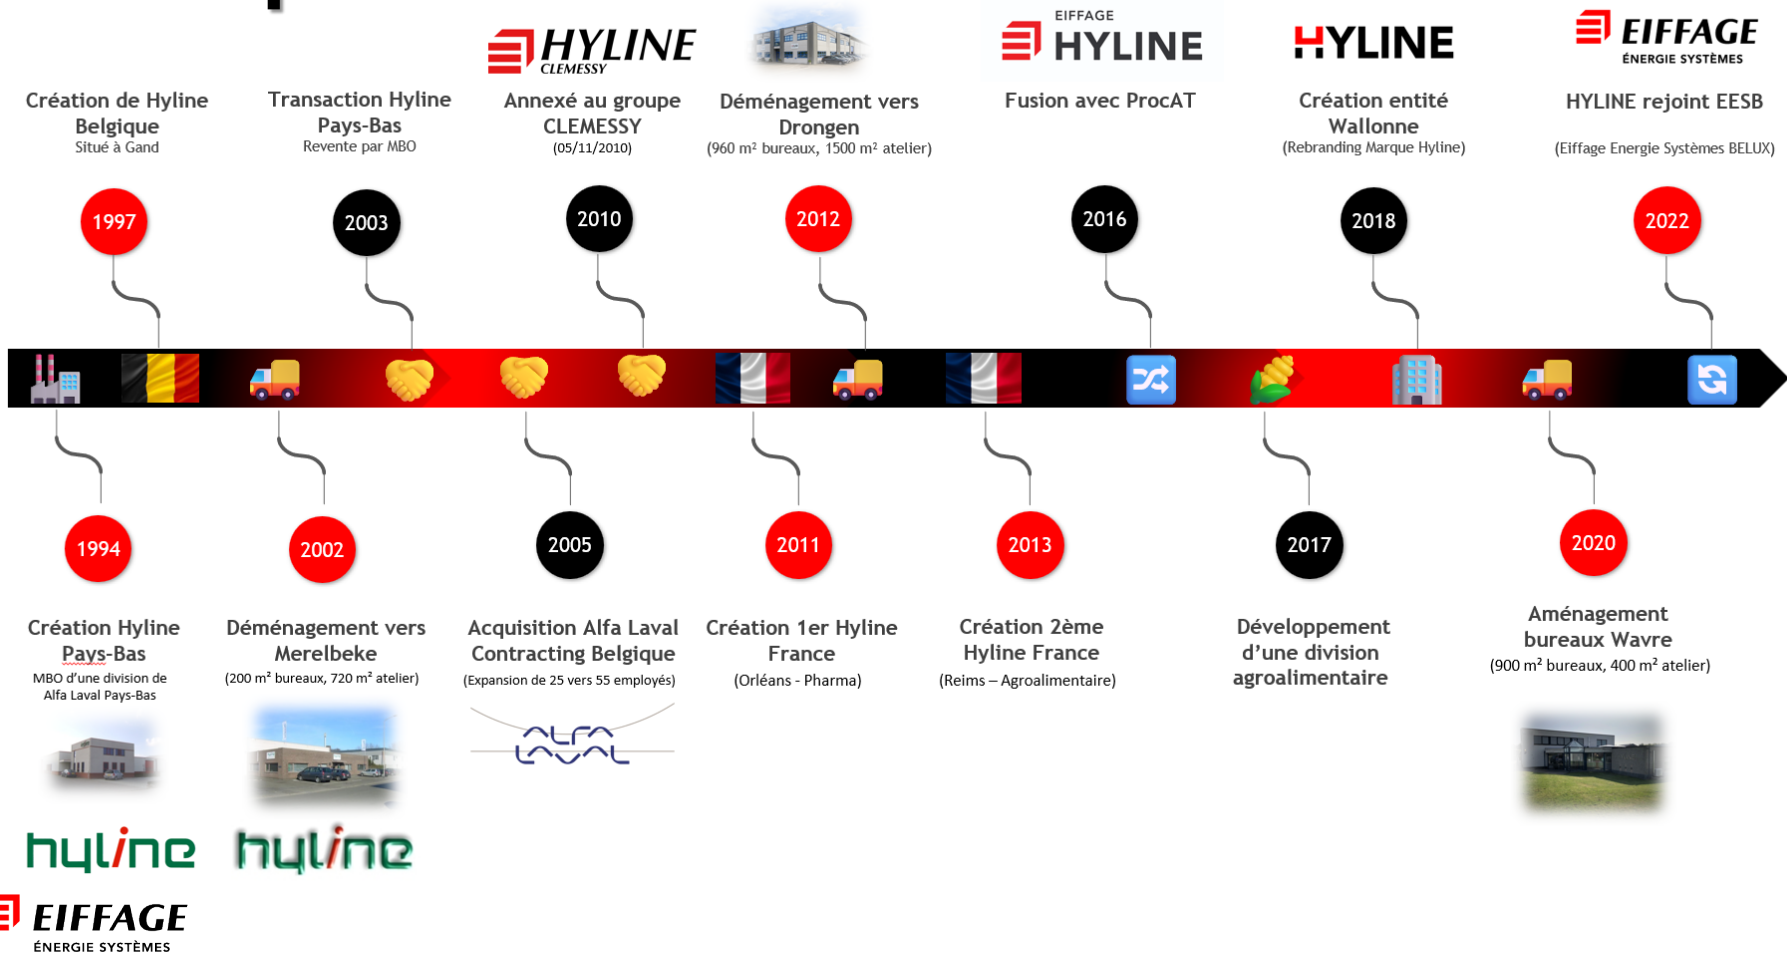 HYLINE
CLEMESSY
EIFFAGE
HYLINE
HYLINE
EIFFAGE
ÉNERGIE SYSTÈMES
Création de Hyline
Belgique
Situé à Gand
Transaction Hyline
Pays-Bas
Revente par MBO
Annexé au groupe
CLEMESSY
(05/11/2010)
Déménagement vers
Drongen
(960 m² bureaux, 1500 m² atelier)
Fusion avec ProcAT
Création entité
Wallonne
(Rebranding Marque Hyline)
HYLINE rejoint EESB
(Eiffage Energie Systèmes BELUX)
1997
2003
2010
2012
2016
2018
2022
1994
2002
2005
2011
2013
2017
2020
Création Hyline
Pays-Bas
MBO d'une division de
Alfa Laval Pays-Bas
Déménagement vers
Merelbeke
(200 m² bureaux, 720 m² atelier)
Acquisition Alfa Laval
Contracting Belgique
(Expansion de 25 vers 55 employés)
Création 1er Hyline
France
(Orléans - Pharma)
Création 2ème
Hyline France
(Reims – Agroalimentaire)
Développement
d'une division
agroalimentaire
Aménagement
bureaux Wavre
(900 m² bureaux, 400 m² atelier)
ALFA
LAVAL
hyline
hyline
EIFFAGE
ÉNERGIE SYSTÈMES